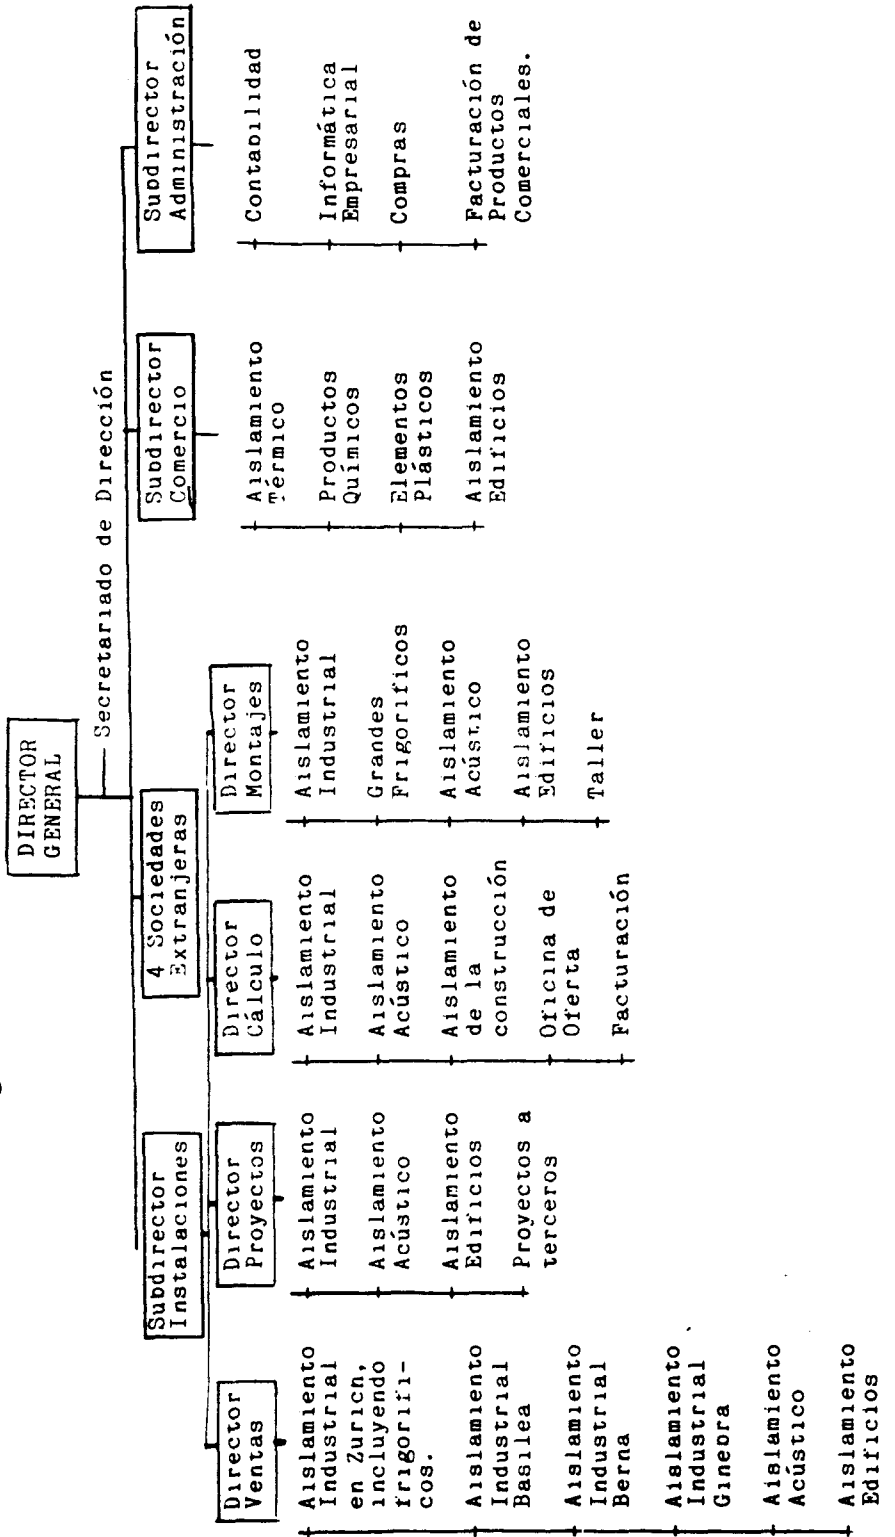 DIRECTOR
GENERAL
Secretariado de Dirección
Subdirector
Instalaciones
4 Sociedades
Extranjeras
Subdirector
Comercio
Subdirector
Administración
Director
Ventas
Director
Proyectos
Director
Cálculo
Director
Montajes
Aislamiento
Industrial
en Zurich,
incluyendo
frigorífi-
cos.
Aislamiento
Industrial
Basilea
Aislamiento
Industrial
Berna
Aislamiento
Industrial
Ginebra
Aislamiento
Acústico
Aislamiento
Edificios
Aislamiento
Industrial
Aislamiento
Acústico
Aislamiento
Edificios
Proyectos a
terceros
Aislamiento
Industrial
Aislamiento
Acústico
Aislamiento
de la
construcción
Oficina de
Oferta
Facturación
Aislamiento
Industrial
Grandes
Frigoríficos
Aislamiento
Acústico
Aislamiento
Edificios
Taller
Aislamiento
Térmico
Productos
Químicos
Elementos
Plásticos
Aislamiento
Edificios
Contabilidad
Informática
Empresarial
Compras
Facturación de
Productos
Comerciales.